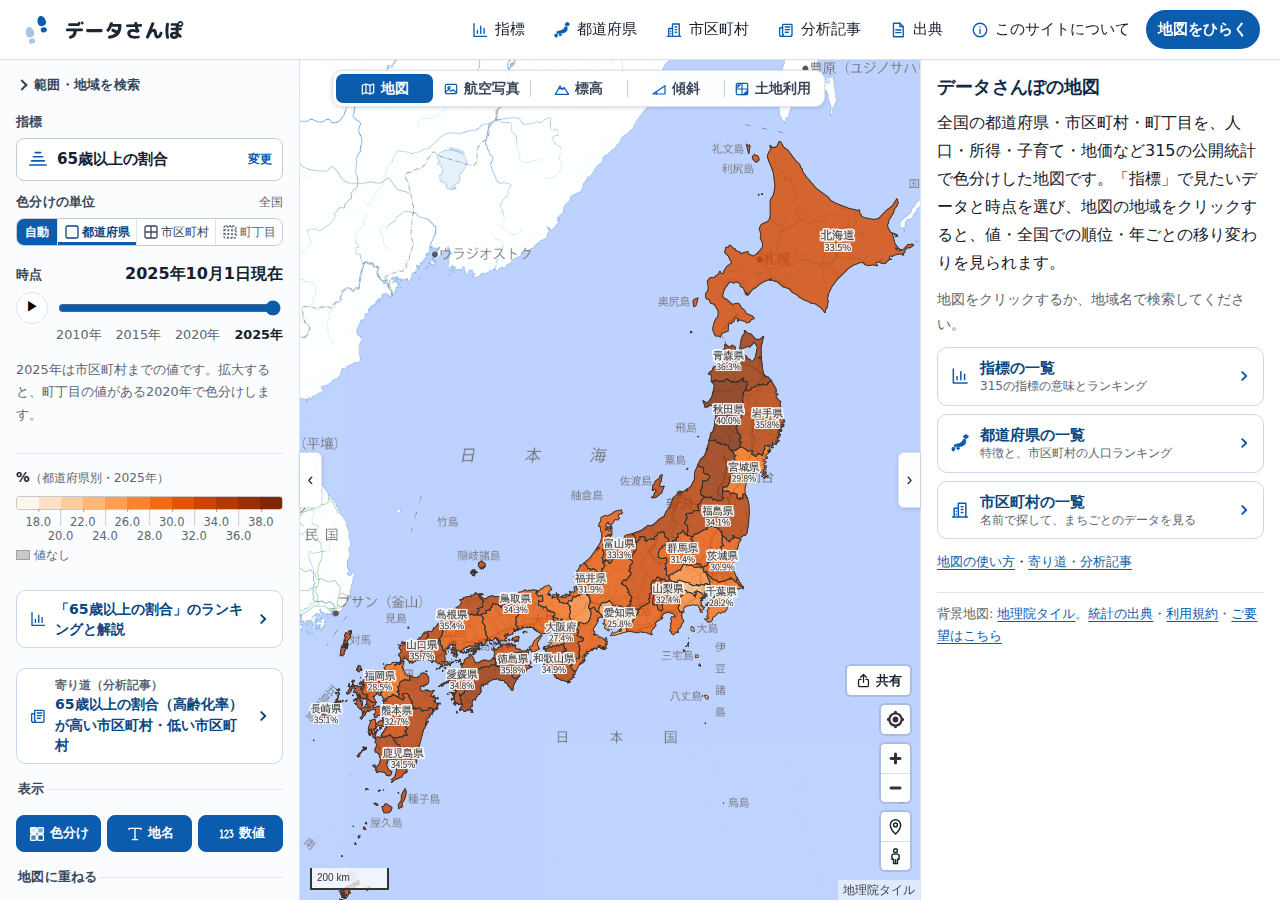 データさんぽ
指標
都道府県
市区町村
分析記事
出典
このサイトについて
地図をひらく
範囲・地域を検索
指標
65歳以上の割合
変更
色分けの単位
全国
自動
都道府県
市区町村
町丁目
時点
2025年10月1日現在
2010年
2015年
2020年
2025年
2025年は市区町村までの値です。拡大する
と、町丁目の値がある2020年で色分けしま
す。
%（都道府県別・2025年）
18.0
22.0
26.0
30.0
34.0
38.0
20.0
24.0
28.0
32.0
36.0
値なし
「65歳以上の割合」のランキ
ングと解説
寄り道（分析記事）
65歳以上の割合（高齢化率）
が高い市区町村・低い市区町
村
表示
色分け
地名
数値
地図に重ねる
地図
航空写真
標高
傾斜
土地利用
豊原（ユジノサハ
礼文島
利尻島
国
北海道
33.5%
札幌
ウラジオストク
奥尻島
青森県
36.3%
秋田県
40.0%
岩手県
35.8%
飛島
（平壌）
日本海
粟島
宮城県
29.8%
台
佐渡島
舳倉島
福島県
34.1%
竹島
民国
富山県
33.3%
群馬県
31.4%
茨城県
30.9%
隠岐諸島
福井県
31.9%
山梨県
32.4%
千葉県
28.2%
プサン（釜山）
鳥取県
34.3%
見島
島根県
35.4%
愛知県
25.8%
大阪府
27.4%
大島
対馬
山口県
35.7%
徳島県
35.8%
和歌山県
34.9%
三宅島
伊豆諸島
福岡県
28.5%
愛媛県
34.8%
八丈島
長崎県
35.1%
熊本県
32.7%
日本国
鹿児島県
34.5%
種子島
鳥島
屋久島
南
200 km
共有
地理院タイル
データさんぽの地図
全国の都道府県・市区町村・町丁目を、人
口・所得・子育て・地価など315の公開統計
で色分けした地図です。「指標」で見たいデ
ータと時点を選び、地図の地域をクリックす
ると、値・全国での順位・年ごとの移り変わ
りを見られます。
地図をクリックするか、地域名で検索してくださ
い。
指標の一覧
315の指標の意味とランキング
都道府県の一覧
特徴と、市区町村の人口ランキング
市区町村の一覧
名前で探して、まちごとのデータを見る
地図の使い方・寄り道・分析記事
背景地図: 地理院タイル。統計の出典・利用規約・ご要
望はこちら